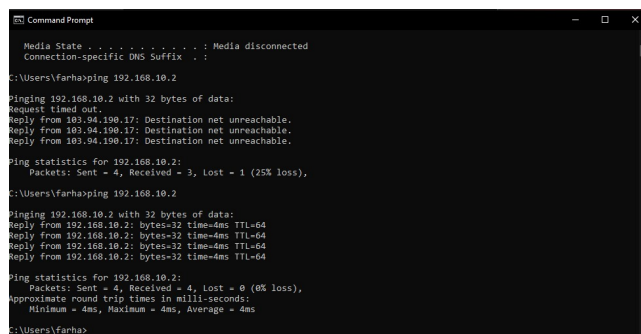 Command Prompt
Media State . . . . . . . . . . . : Media disconnected
Connection-specific DNS Suffix  . :
C:\Users\farha>ping 192.168.10.2
Pinging 192.168.10.2 with 32 bytes of data:
Request timed out.
Reply from 103.94.190.17: Destination net unreachable.
Reply from 103.94.190.17: Destination net unreachable.
Reply from 103.94.190.17: Destination net unreachable.
Ping statistics for 192.168.10.2:
Packets: Sent = 4, Received = 3, Lost = 1 (25% loss),
C:\Users\farha>ping 192.168.10.2
Pinging 192.168.10.2 with 32 bytes of data:
Reply from 192.168.10.2: bytes=32 time=4ms TTL=64
Reply from 192.168.10.2: bytes=32 time=4ms TTL=64
Reply from 192.168.10.2: bytes=32 time=4ms TTL=64
Reply from 192.168.10.2: bytes=32 time=4ms TTL=64
Ping statistics for 192.168.10.2:
Packets: Sent = 4, Received = 4, Lost = 0 (0% loss),
Approximate round trip times in milli-seconds:
Minimum = 4ms, Maximum = 4ms, Average = 4ms
C:\Users\farha>